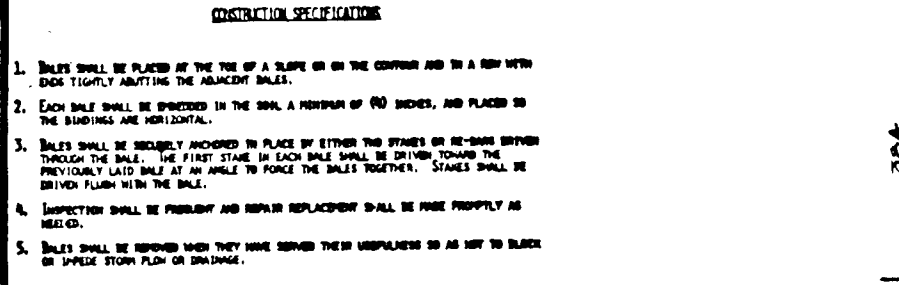 CONSTRUCTION SPECIFICATIONS
1. BALES SHALL BE PLACED AT THE TOE OF A SLOPE OR ON THE CONTOUR AND IN A ROW WITH
ENDS TIGHTLY ABUTTING THE ADJACENT BALES.
2. EACH BALE SHALL BE EMBEDDED IN THE SOIL A MINIMUM OF (4) INCHES, AND PLACED SO
THE BINDINGS ARE HORIZONTAL.
3. BALES SHALL BE SECURELY ANCHORED IN PLACE BY EITHER TWO STAKES OR RE-BARS DRIVEN
THROUGH THE BALE. THE FIRST STAKE IN EACH BALE SHALL BE DRIVEN TOWARD THE
PREVIOUSLY LAID BALE AT AN ANGLE TO FORCE THE BALES TOGETHER. STAKES SHALL BE
DRIVEN FLUSH WITH THE BALE.
4. INSPECTION SHALL BE FREQUENT AND REPAIR REPLACEMENT SHALL BE MADE PROMPTLY AS
NEEDED.
5. BALES SHALL BE REMOVED WHEN THEY HAVE SERVED THEIR USEFULNESS SO AS NOT TO BLOCK
OR IMPEDE STORM FLOW OR DRAINAGE.